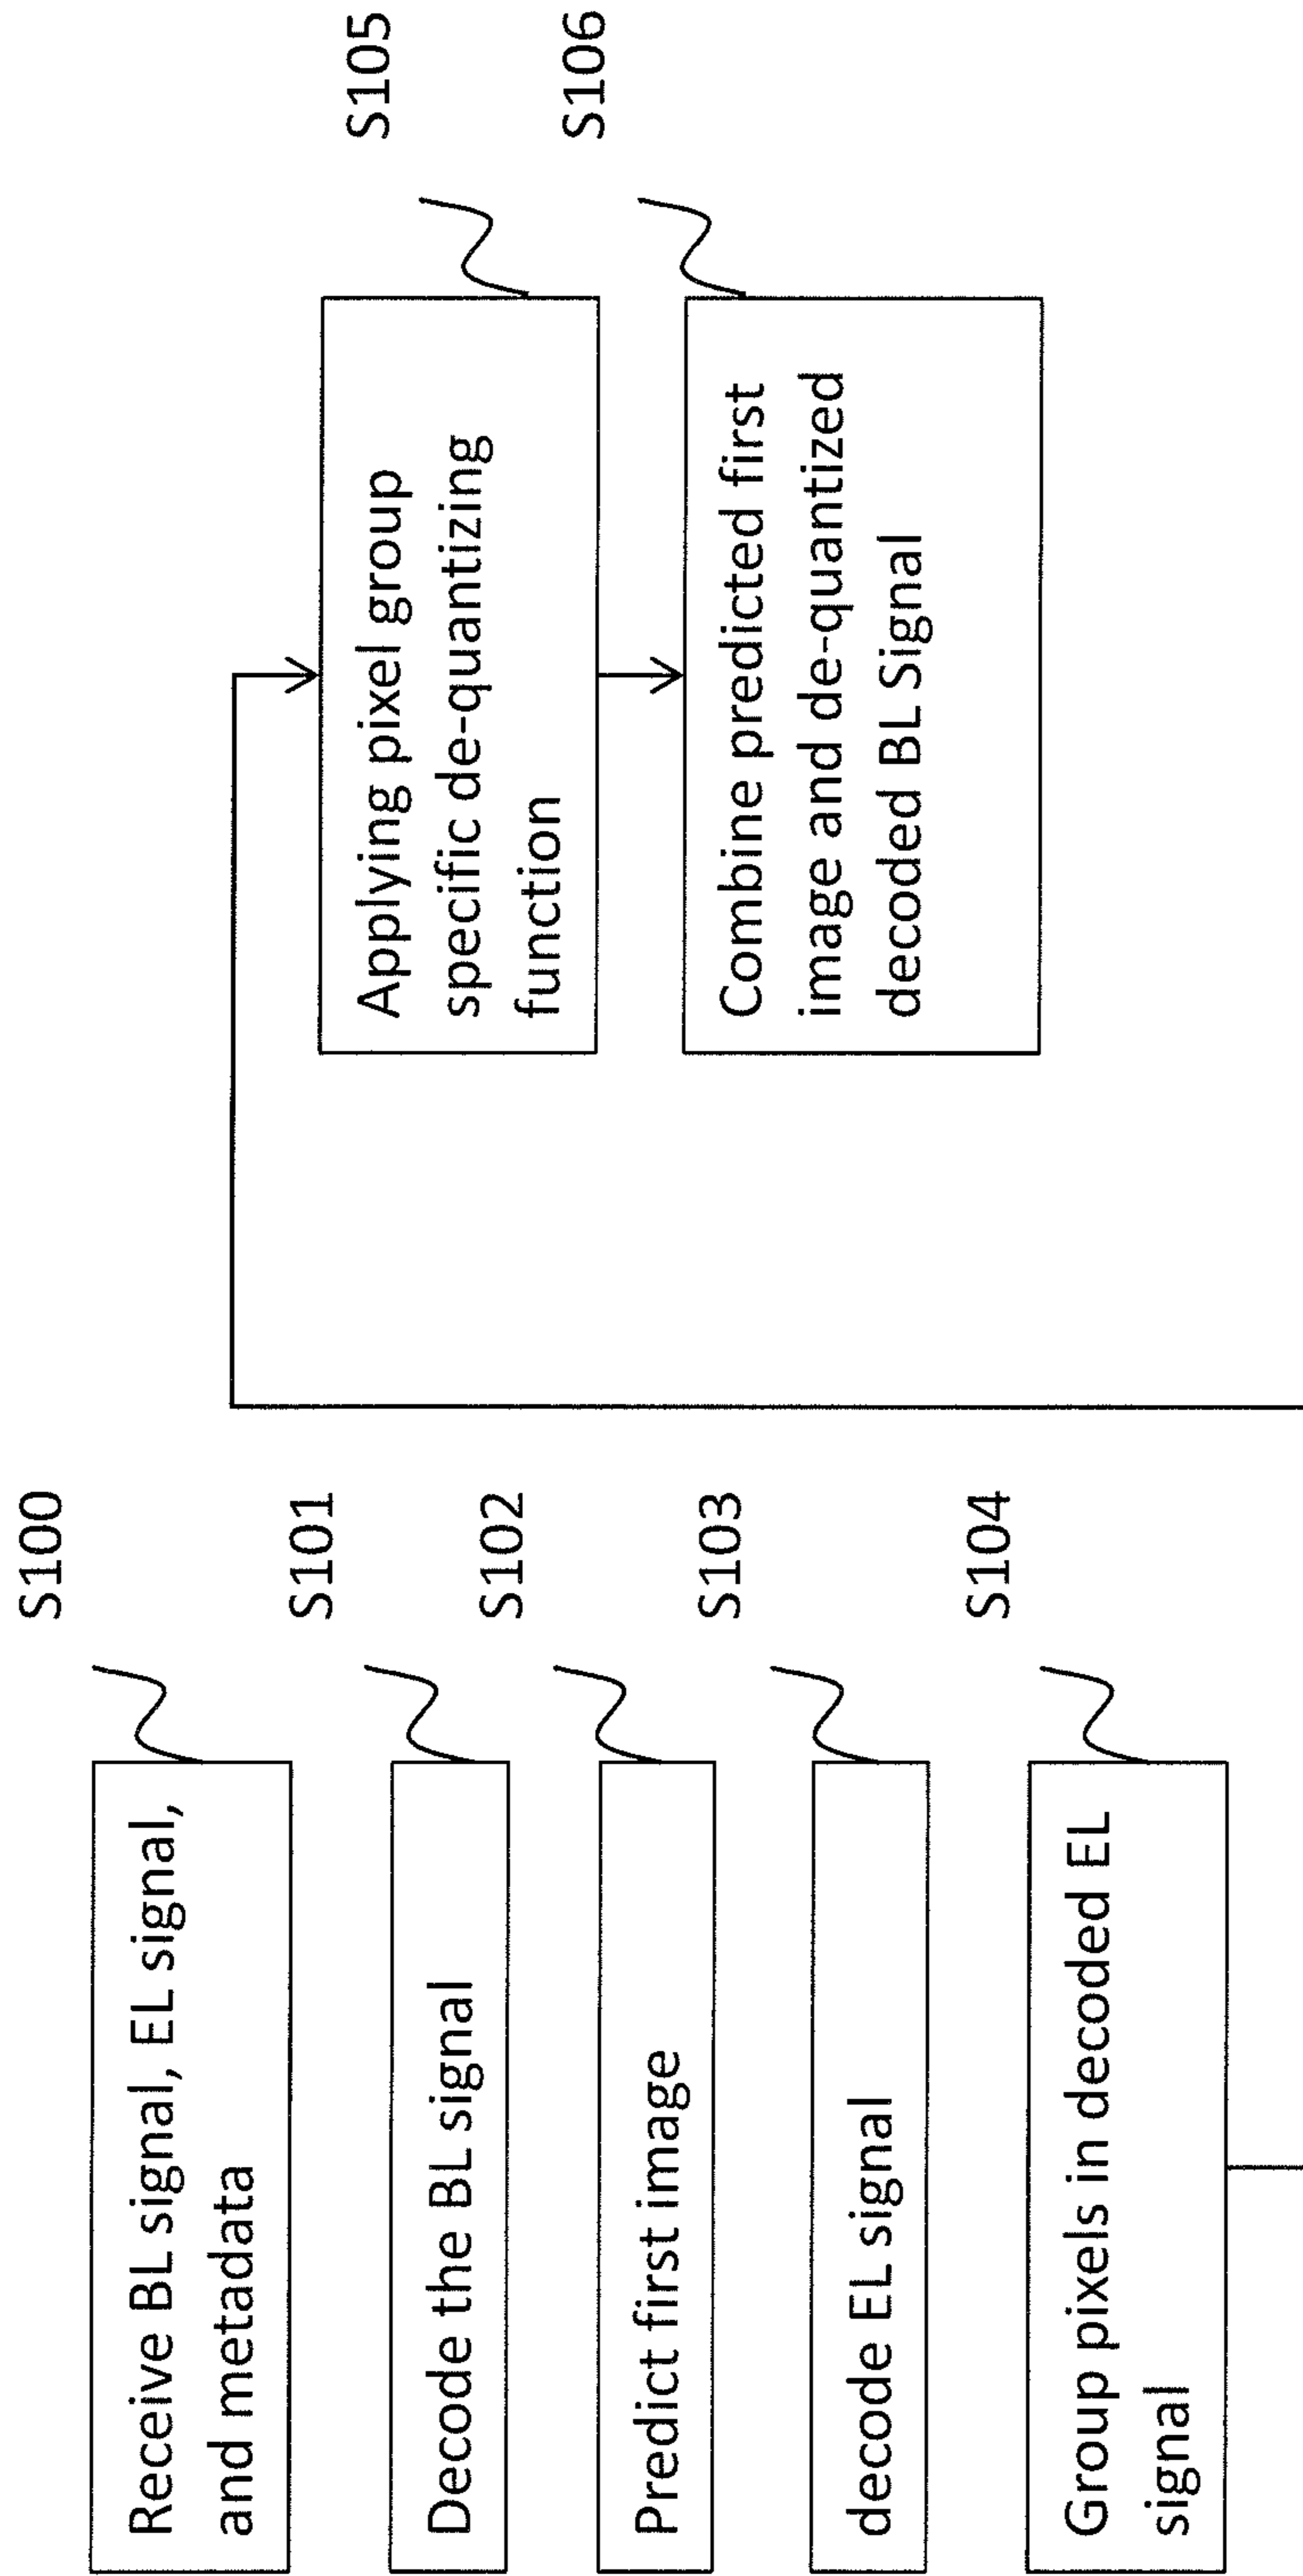 S100
Receive BL signal, EL signal,
and metadata
S101
Decode the BL signal
S102
Predict first image
S103
decode EL signal
S104
Group pixels in decoded EL
signal
S105
Applying pixel group
specific de-quantizing
function
S106
Combine predicted first
image and de-quantized
decoded BL Signal